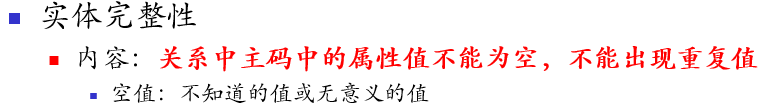 实体完整性
内容：关系中主码中的属性值不能为空，不能出现重复值
空值：不知道的值或无意义的值